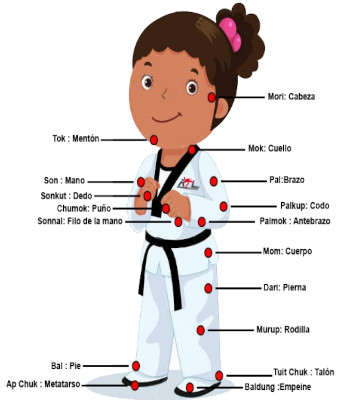 Mori: Cabeza
Tok : Mentón
Mok: Cuello
Son : Mano
Pal:Brazo
Sonkut : Dedo
Palkup: Codo
Chumok: Puño
Sonnal: Filo de la mano
Palmok : Antebrazo
Mom: Cuerpo
Dari: Pierna
Murup: Rodilla
Bal : Pie
Tuit Chuk : Talón
Ap Chuk : Metatarso
Baldung :Empeine